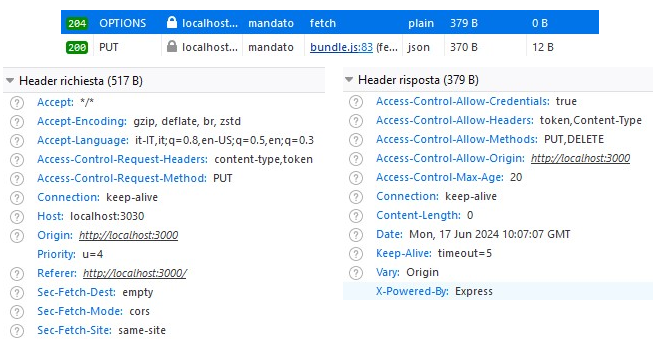 204 OPTIONS localhost... mandato fetch plain 379 B 0 B
200 PUT localhost... mandato bundle.js:83 (fe... json 370 B 12 B
Header richiesta (517 B)
Accept: */*
Accept-Encoding: gzip, deflate, br, zstd
Accept-Language: it-IT,it;q=0.8,en-US;q=0.5,en;q=0.3
Access-Control-Request-Headers: content-type,token
Access-Control-Request-Method: PUT
Connection: keep-alive
Host: localhost:3030
Origin: http://localhost:3000
Priority: u=4
Referer: http://localhost:3000/
Sec-Fetch-Dest: empty
Sec-Fetch-Mode: cors
Sec-Fetch-Site: same-site
Header risposta (379 B)
Access-Control-Allow-Credentials: true
Access-Control-Allow-Headers: token,Content-Type
Access-Control-Allow-Methods: PUT,DELETE
Access-Control-Allow-Origin: http://localhost:3000
Access-Control-Max-Age: 20
Connection: keep-alive
Content-Length: 0
Date: Mon, 17 Jun 2024 10:07:07 GMT
Keep-Alive: timeout=5
Vary: Origin
X-Powered-By: Express